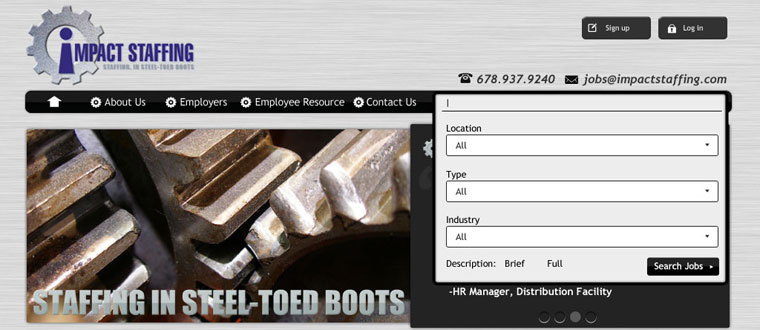 Sign up
Log in
iMPACT STAFFING
STAFFING, IN STEEL-TOED BOOTS
678.937.9240
jobs@impactstaffing.com
About Us
Employers
Employee Resource
Contact Us
Location
All
Type
All
Industry
All
Description: Brief Full
Search Jobs
-HR Manager, Distribution Facility
STAFFING IN STEEL-TOED BOOTS